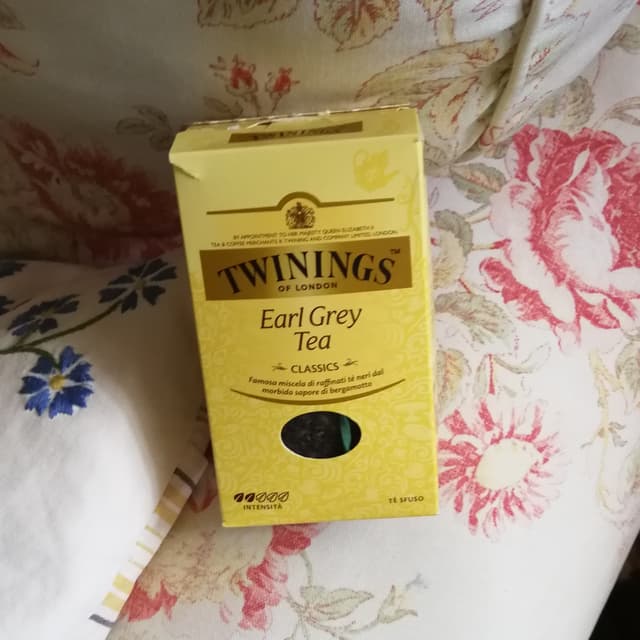 TWININGS
BY APPOINTMENT TO HER MAJESTY QUEEN ELIZABETH II
TEA & COFFEE MERCHANTS R. TWINING AND COMPANY LIMITED, LONDON
TWININGS™
OF LONDON
Earl Grey
Tea
CLASSICS
Famosa miscela di raffinati tè neri dal
morbido sapore di bergamotto
INTENSITÀ
TÈ SFUSO